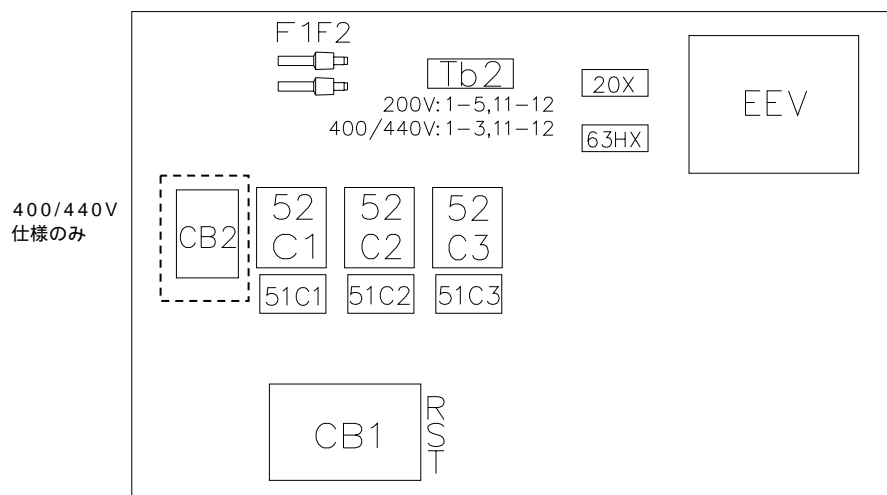 F1F2
Tb2
200V:1-5,11-12
400/440V:1-3,11-12
20X
63HX
EEV
400/440V
仕様のみ
CB2
52
C1
52
C2
52
C3
51C1
51C2
51C3
CB1
R
S
T